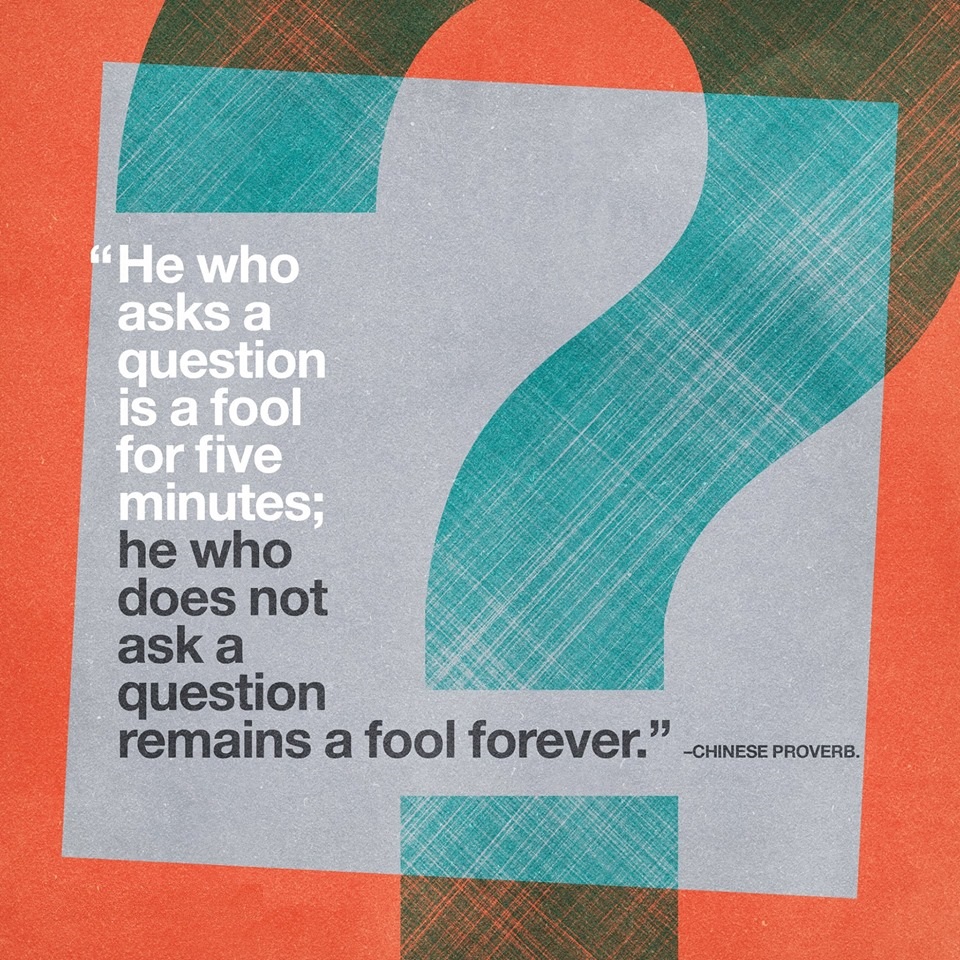 “He who
asks a
question
is a fool
for five
minutes;
he who
does not
ask a
question
remains a fool forever.” –CHINESE PROVERB.